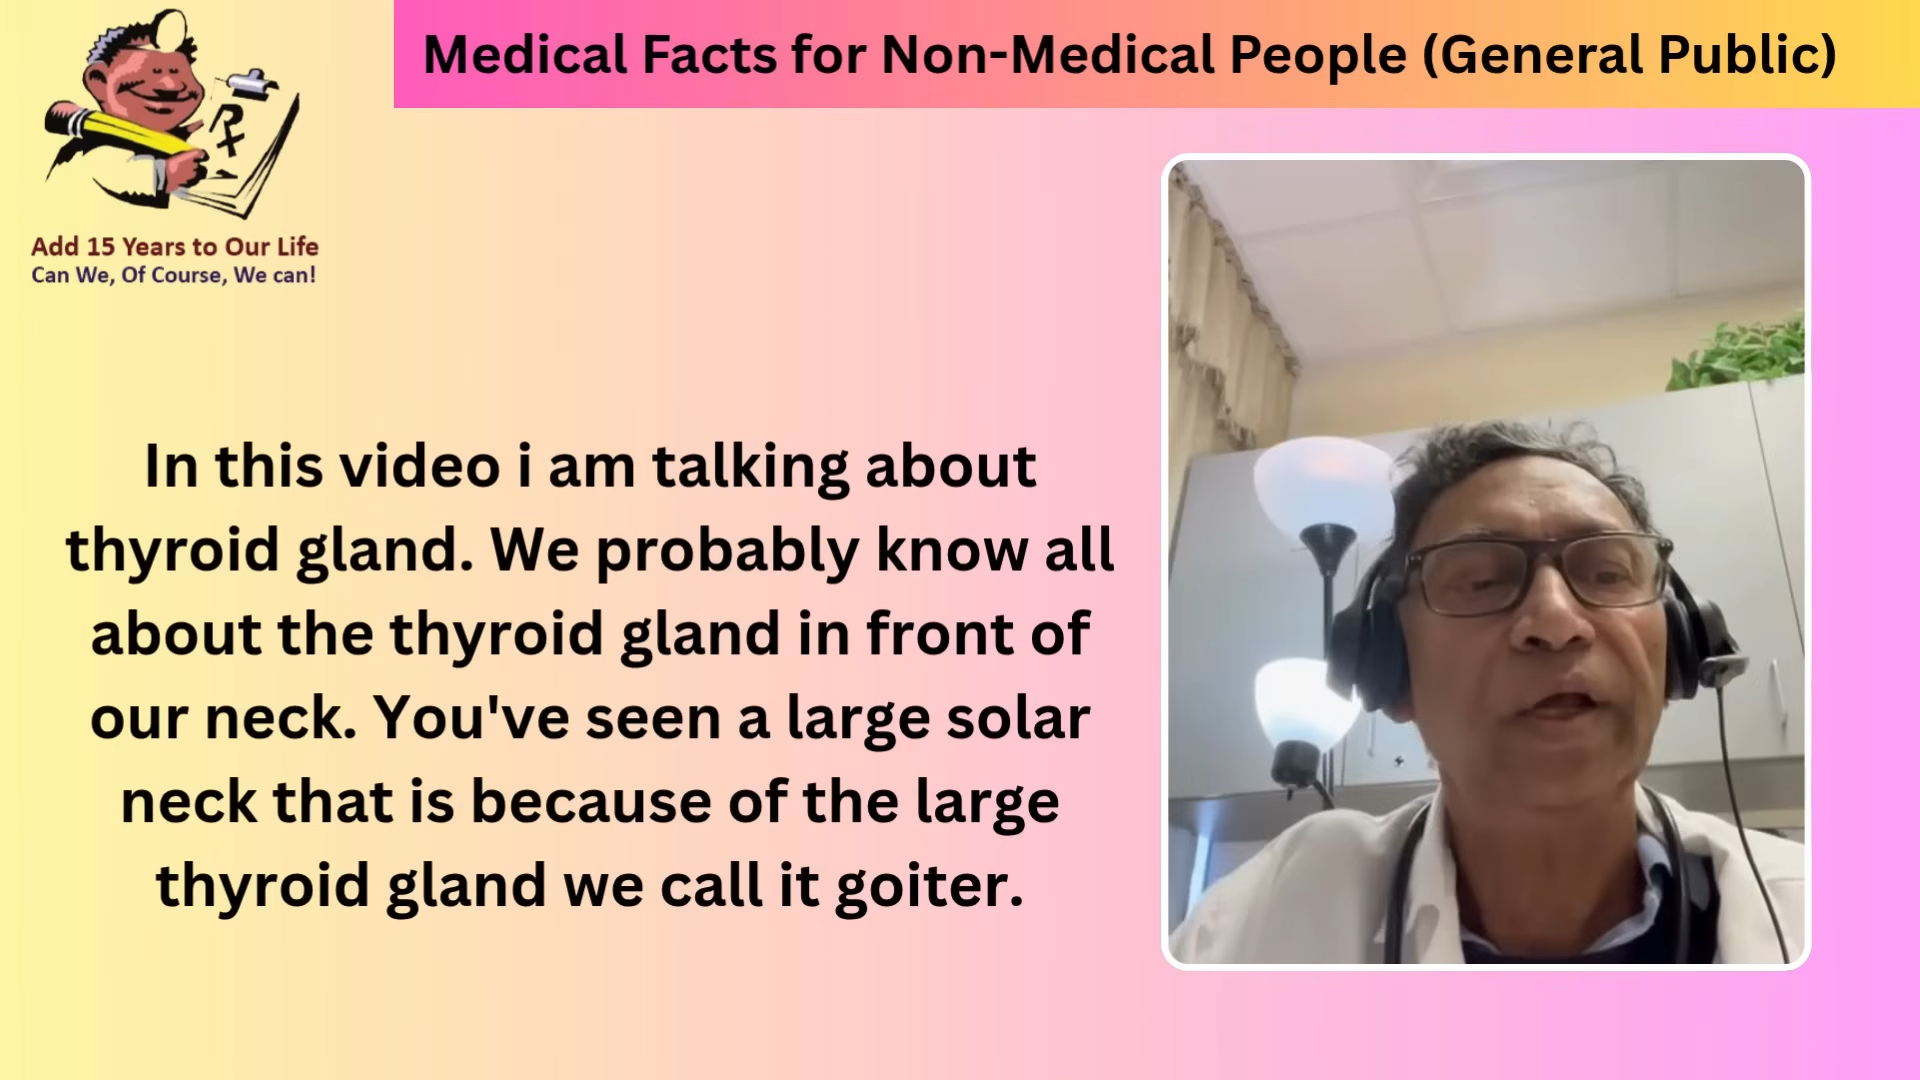 Medical Facts for Non-Medical People (General Public)
Add 15 Years to Our Life
Can We, Of Course, We can!
In this video i am talking about
thyroid gland. We probably know all
about the thyroid gland in front of
our neck. You've seen a large solar
neck that is because of the large
thyroid gland we call it goiter.